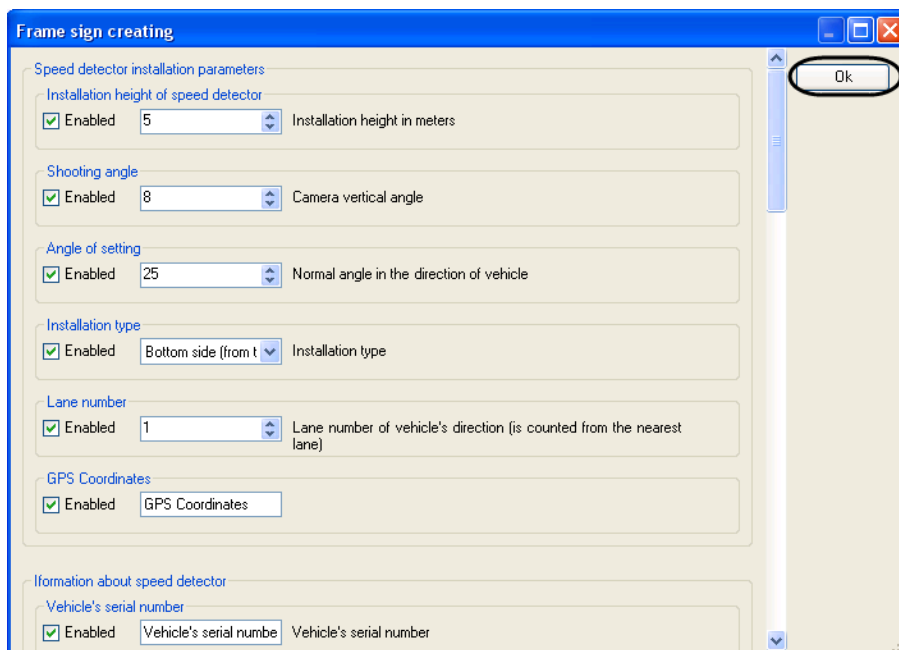 Frame sign creating
Ok
Speed detector installation parameters
Installation height of speed detector
Enabled 5 Installation height in meters
Shooting angle
Enabled 8 Camera vertical angle
Angle of setting
Enabled 25 Normal angle in the direction of vehicle
Installation type
Enabled Bottom side (from t Installation type
Lane number
Enabled 1 Lane number of vehicle's direction (is counted from the nearest
lane)
GPS Coordinates
Enabled GPS Coordinates
Iformation about speed detector
Vehicle's serial number
Enabled Vehicle's serial numbe Vehicle's serial number